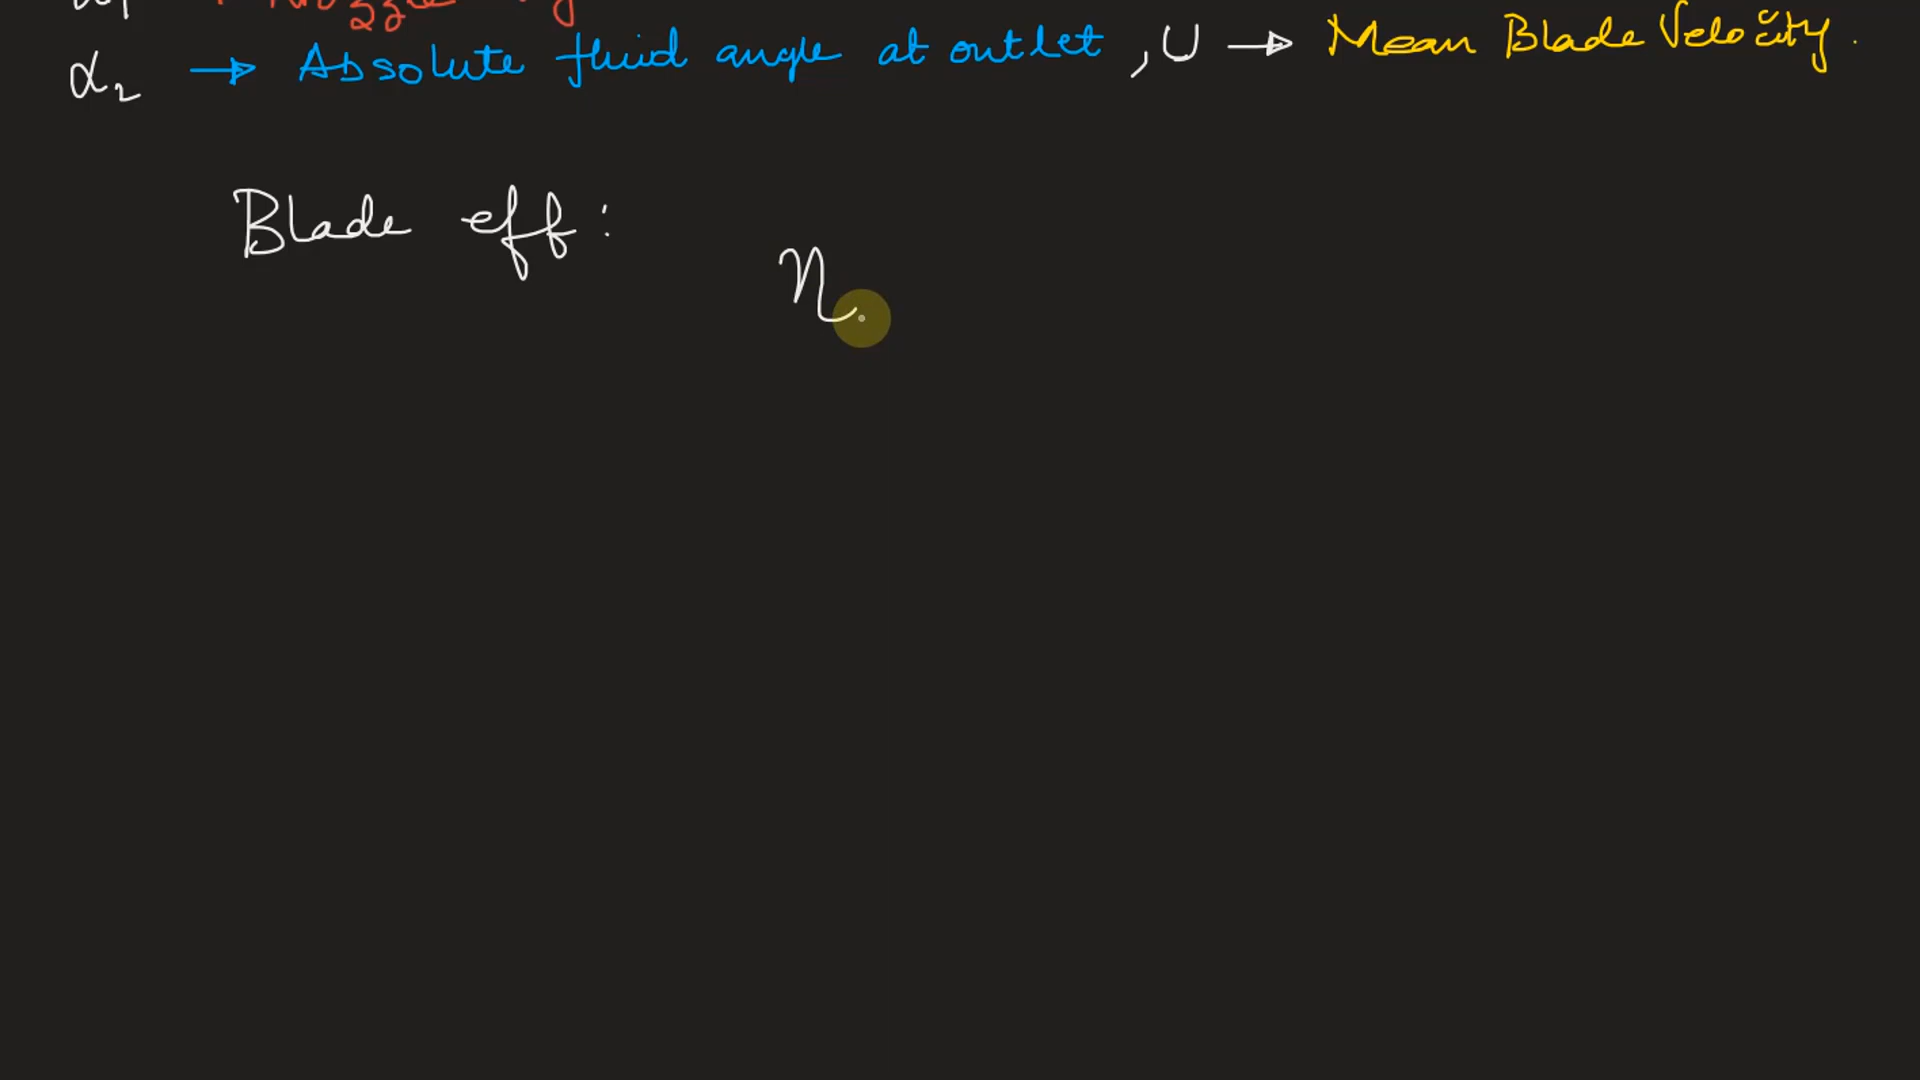 α₂ → Absolute fluid angle at outlet , U → Mean Blade Velocity .
Blade eff :
η